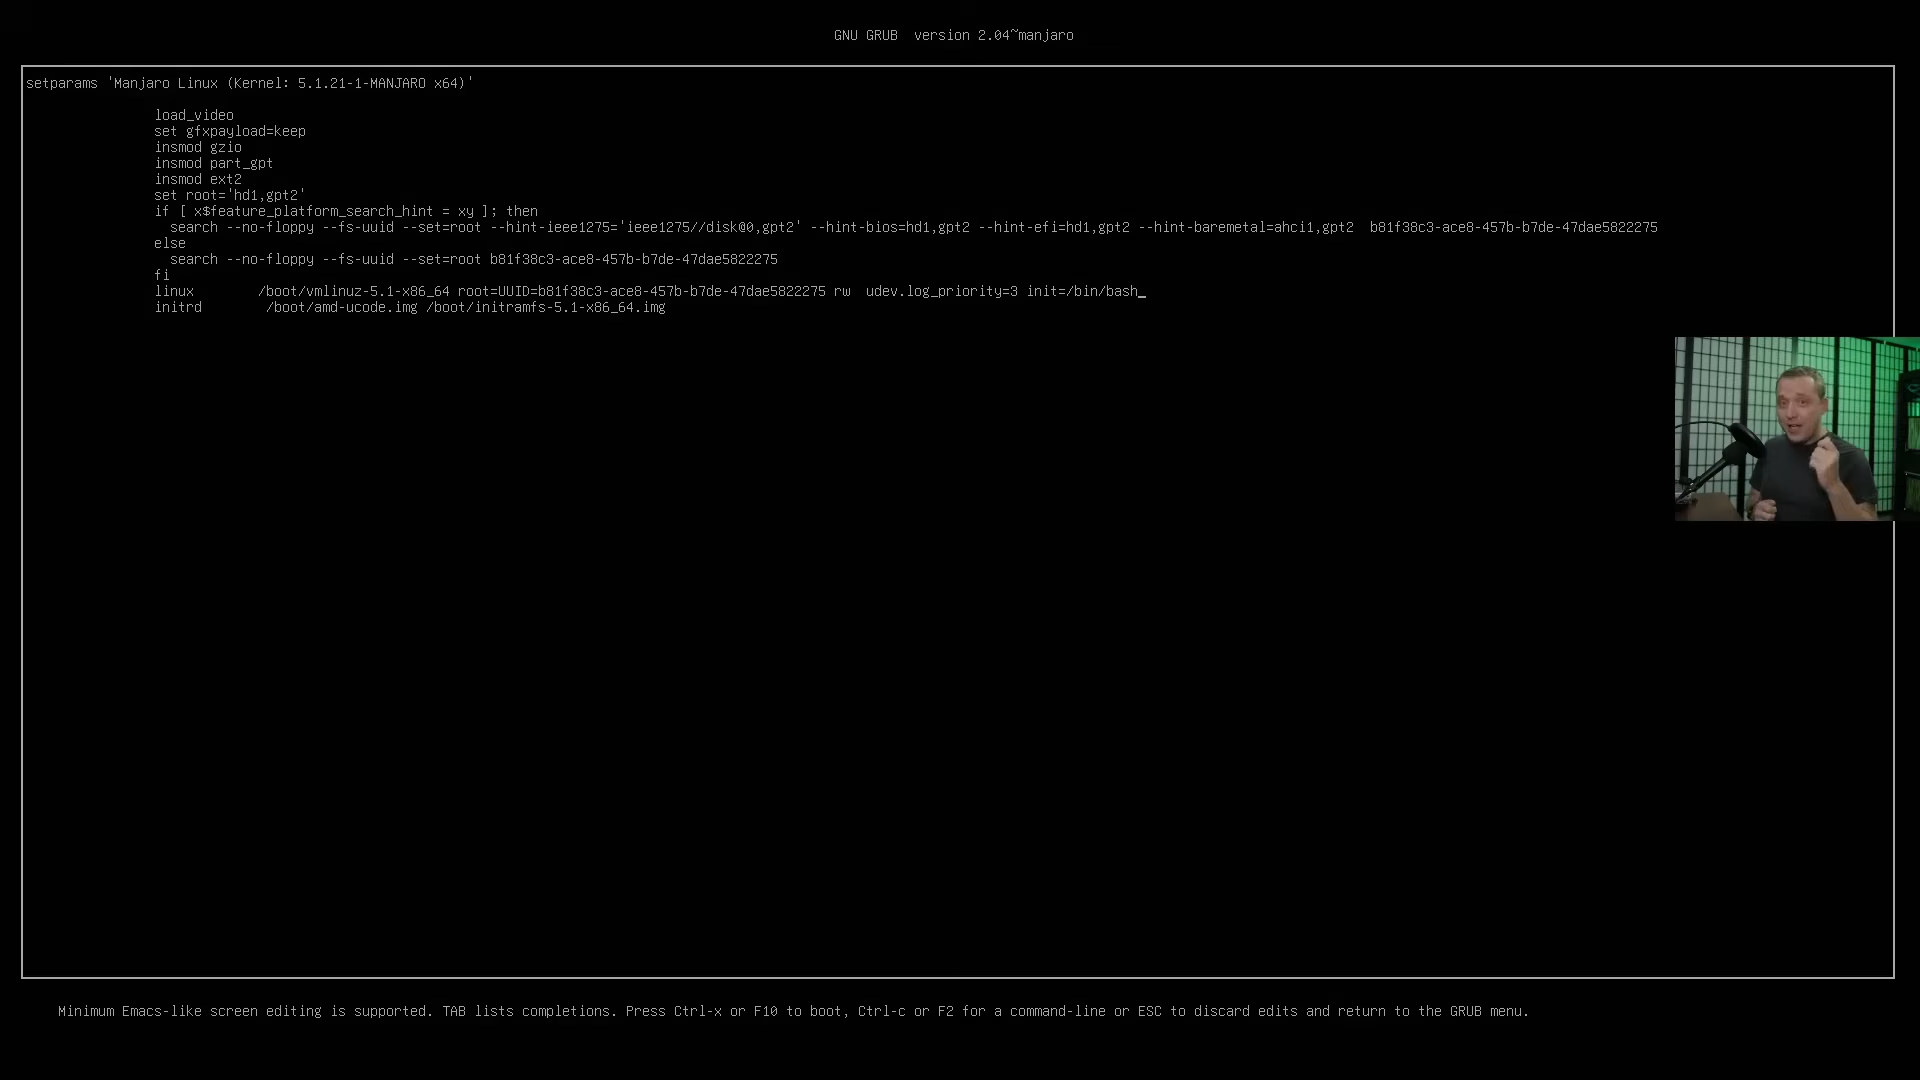 GNU GRUB  version 2.04~manjaro
setparams 'Manjaro Linux (Kernel: 5.1.21-1-MANJARO x64)'
load_video
set gfxpayload=keep
insmod gzio
insmod part_gpt
insmod ext2
set root='hd1,gpt2'
if [ x$feature_platform_search_hint = xy ]; then
search --no-floppy --fs-uuid --set=root --hint-ieee1275='ieee1275//disk@0,gpt2' --hint-bios=hd1,gpt2 --hint-efi=hd1,gpt2 --hint-baremetal=ahci1,gpt2  b81f38c3-ace8-457b-b7de-47dae5822275
else
search --no-floppy --fs-uuid --set=root b81f38c3-ace8-457b-b7de-47dae5822275
fi
linux        /boot/vmlinuz-5.1-x86_64 root=UUID=b81f38c3-ace8-457b-b7de-47dae5822275 rw  udev.log_priority=3 init=/bin/bash_
initrd        /boot/amd-ucode.img /boot/initramfs-5.1-x86_64.img
Minimum Emacs-like screen editing is supported. TAB lists completions. Press Ctrl-x or F10 to boot, Ctrl-c or F2 for a command-line or ESC to discard edits and return to the GRUB menu.